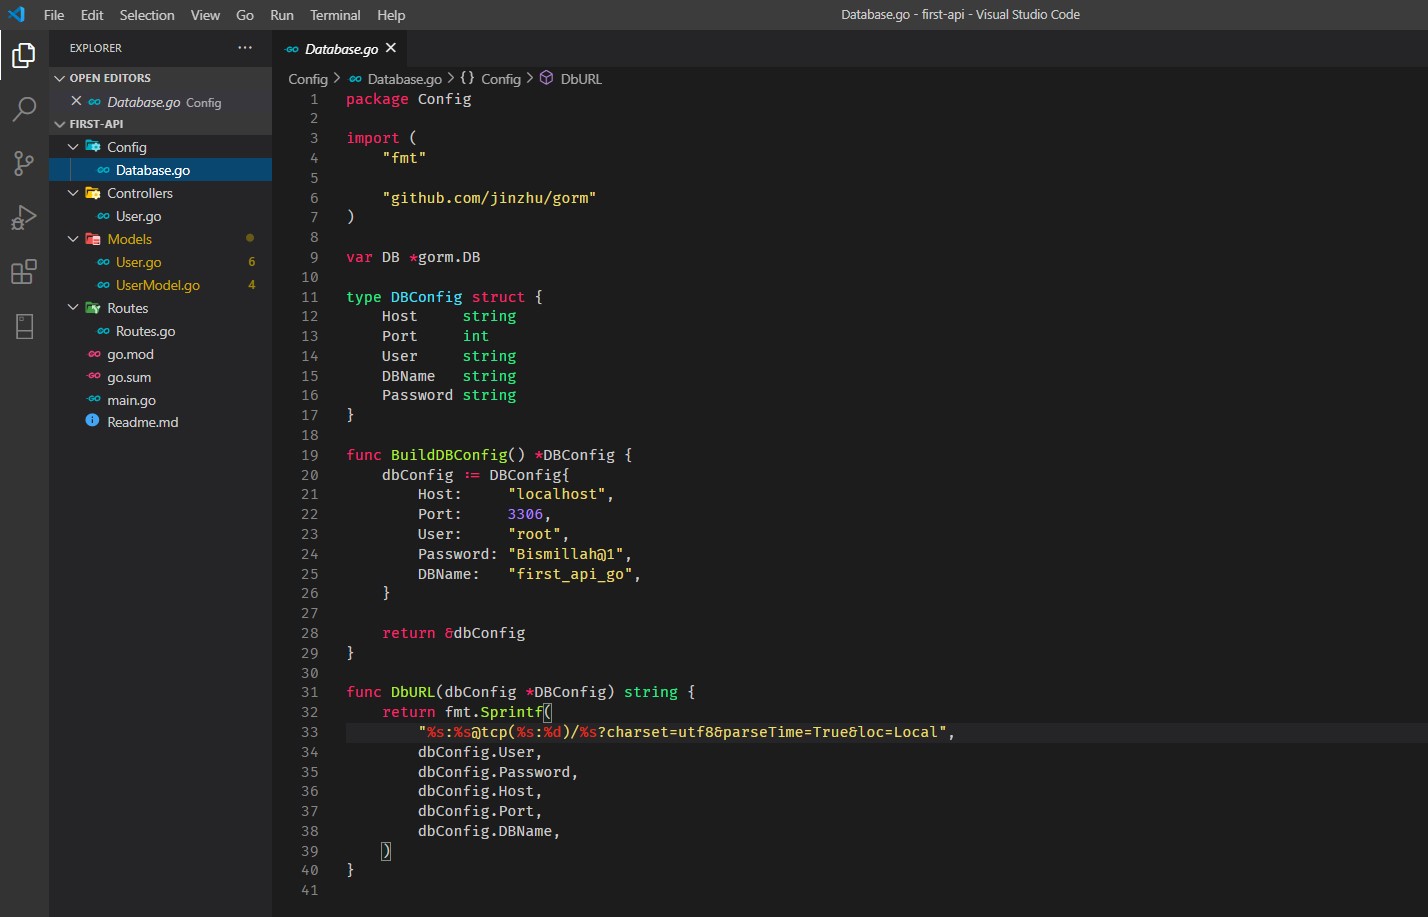 File Edit Selection View Go Run Terminal Help
Database.go - first-api - Visual Studio Code
EXPLORER ···
OPEN EDITORS
Database.go Config
FIRST-API
Config
Database.go
Controllers
User.go
Models
User.go 6
UserModel.go 4
Routes
Routes.go
go.mod
go.sum
main.go
Readme.md
Database.go
Config > Database.go > {} Config > DbURL
1 package Config
2
3 import (
4     "fmt"
5
6     "github.com/jinzhu/gorm"
7 )
8
9 var DB *gorm.DB
10
11 type DBConfig struct {
12     Host     string
13     Port     int
14     User     string
15     DBName   string
16     Password string
17 }
18
19 func BuildDBConfig() *DBConfig {
20     dbConfig := DBConfig{
21         Host:     "localhost",
22         Port:     3306,
23         User:     "root",
24         Password: "Bismillah@1",
25         DBName:   "first_api_go",
26     }
27
28     return &dbConfig
29 }
30
31 func DbURL(dbConfig *DBConfig) string {
32     return fmt.Sprintf(
33         "%s:%s@tcp(%s:%d)/%s?charset=utf8&parseTime=True&loc=Local",
34         dbConfig.User,
35         dbConfig.Password,
36         dbConfig.Host,
37         dbConfig.Port,
38         dbConfig.DBName,
39     )
40 }
41